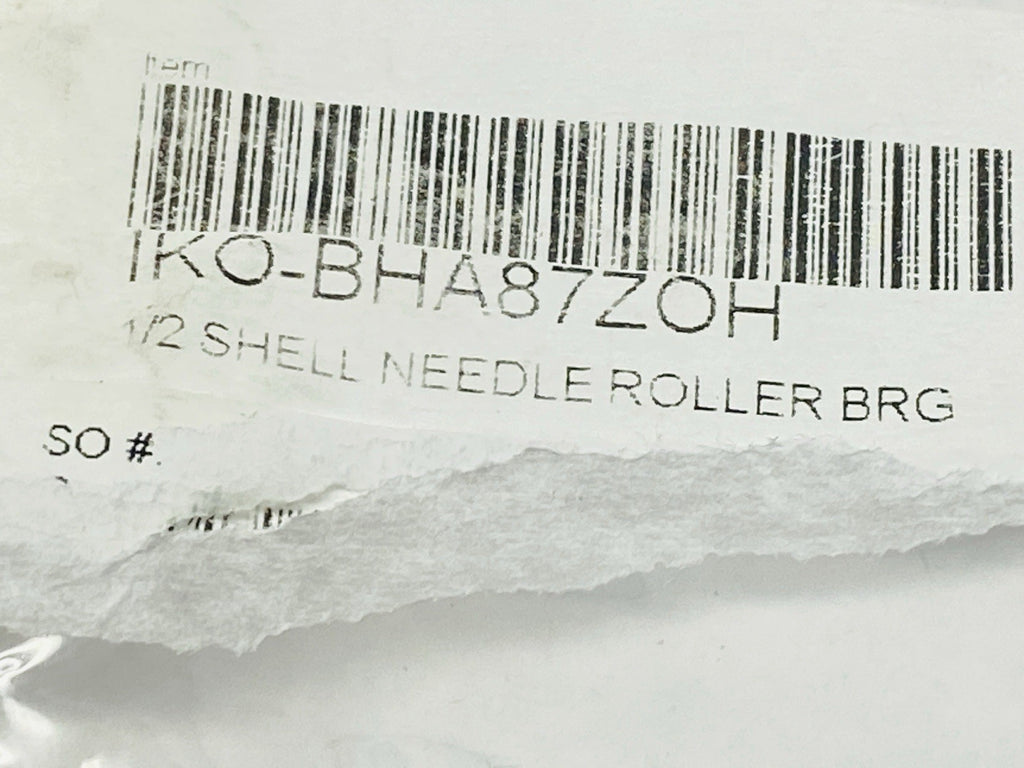 Item
IKO-BHA87ZOH
1/2 SHELL NEEDLE ROLLER BRG
SO #.